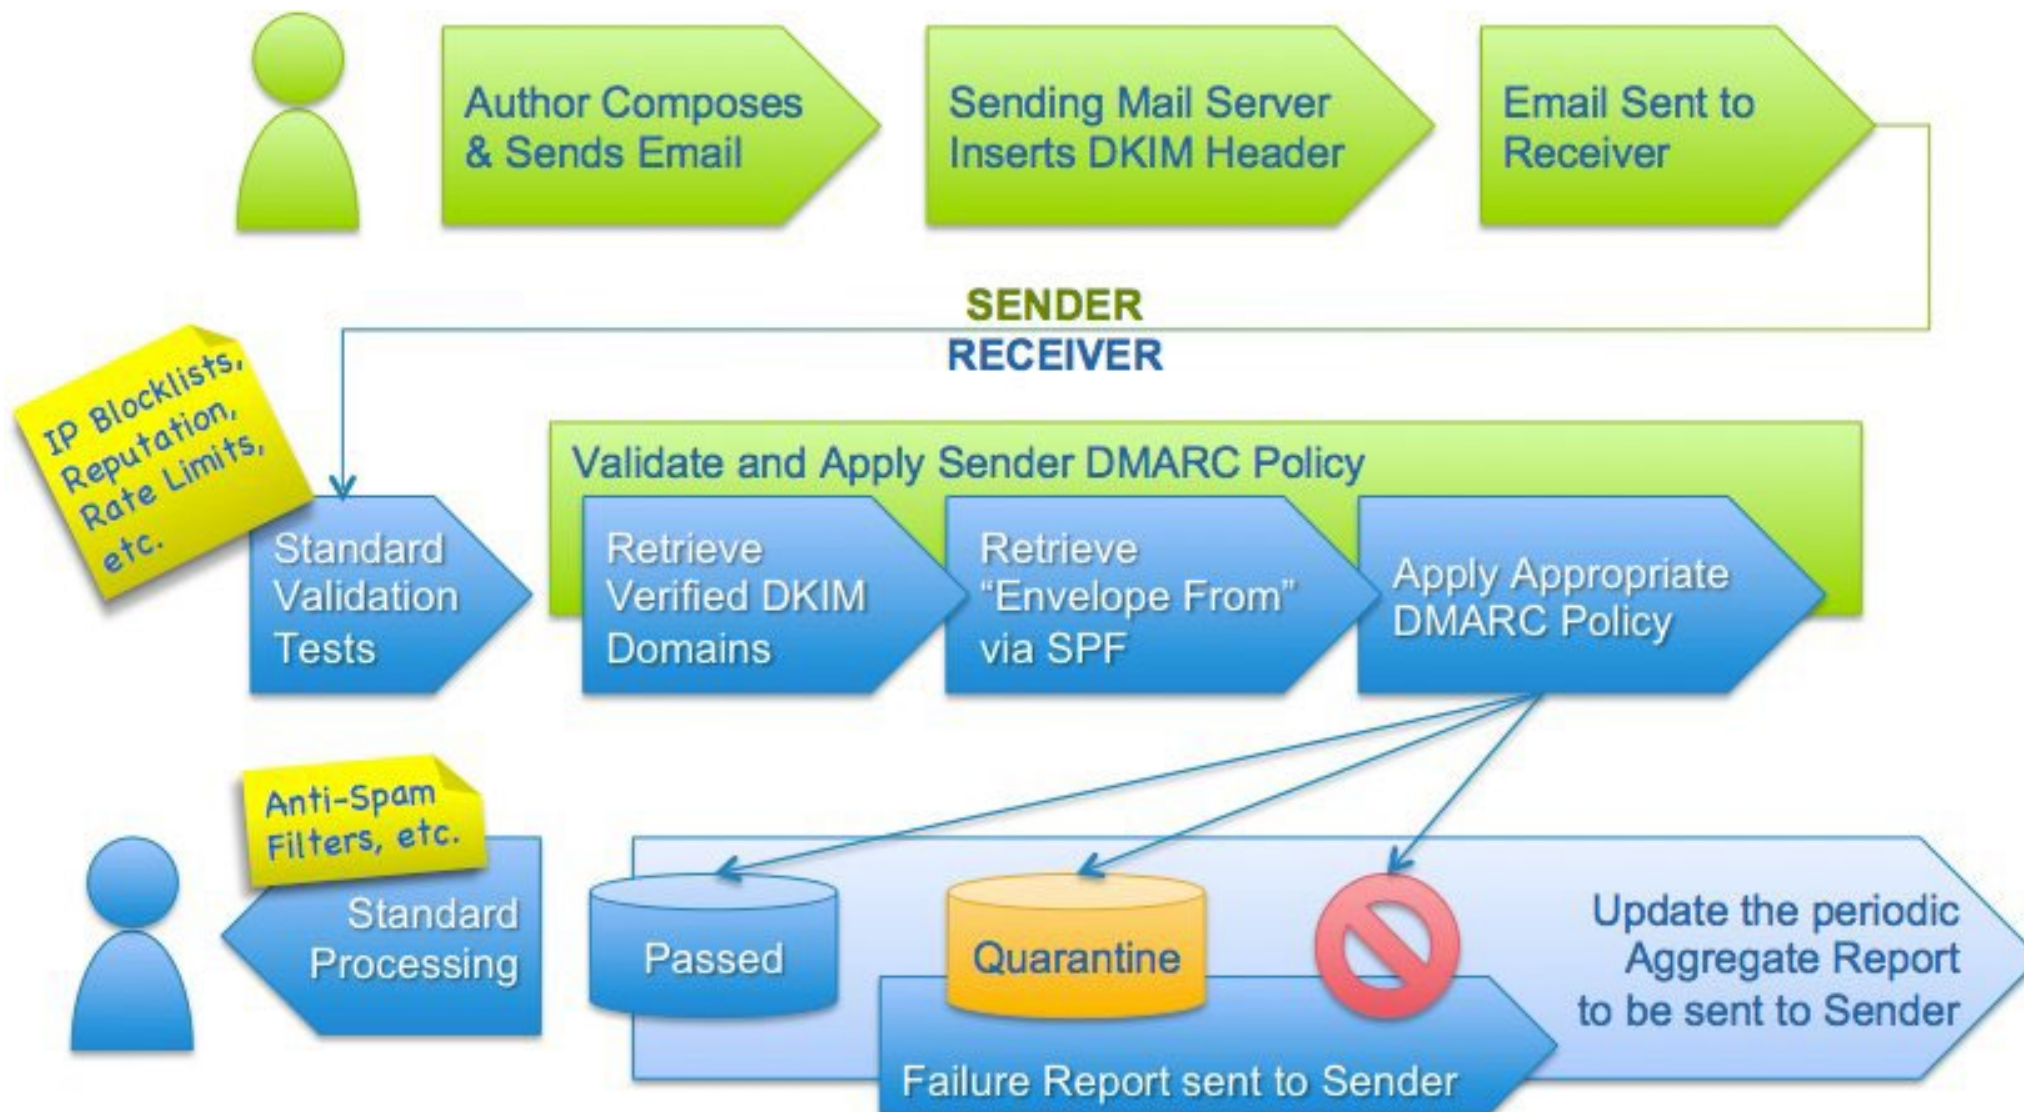 Author Composes
& Sends Email
Sending Mail Server
Inserts DKIM Header
Email Sent to
Receiver
SENDER
RECEIVER
IP Blocklists,
Reputation,
Rate Limits,
etc.
Validate and Apply Sender DMARC Policy
Standard
Validation
Tests
Retrieve
Verified DKIM
Domains
Retrieve
“Envelope From”
via SPF
Apply Appropriate
DMARC Policy
Anti-Spam
Filters, etc.
Standard
Processing
Passed
Quarantine
Update the periodic
Aggregate Report
to be sent to Sender
Failure Report sent to Sender